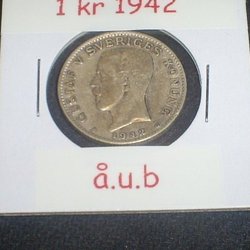 1 kr 1942
GUSTAF V SVERIGES KONUNG
1942
å.u.b